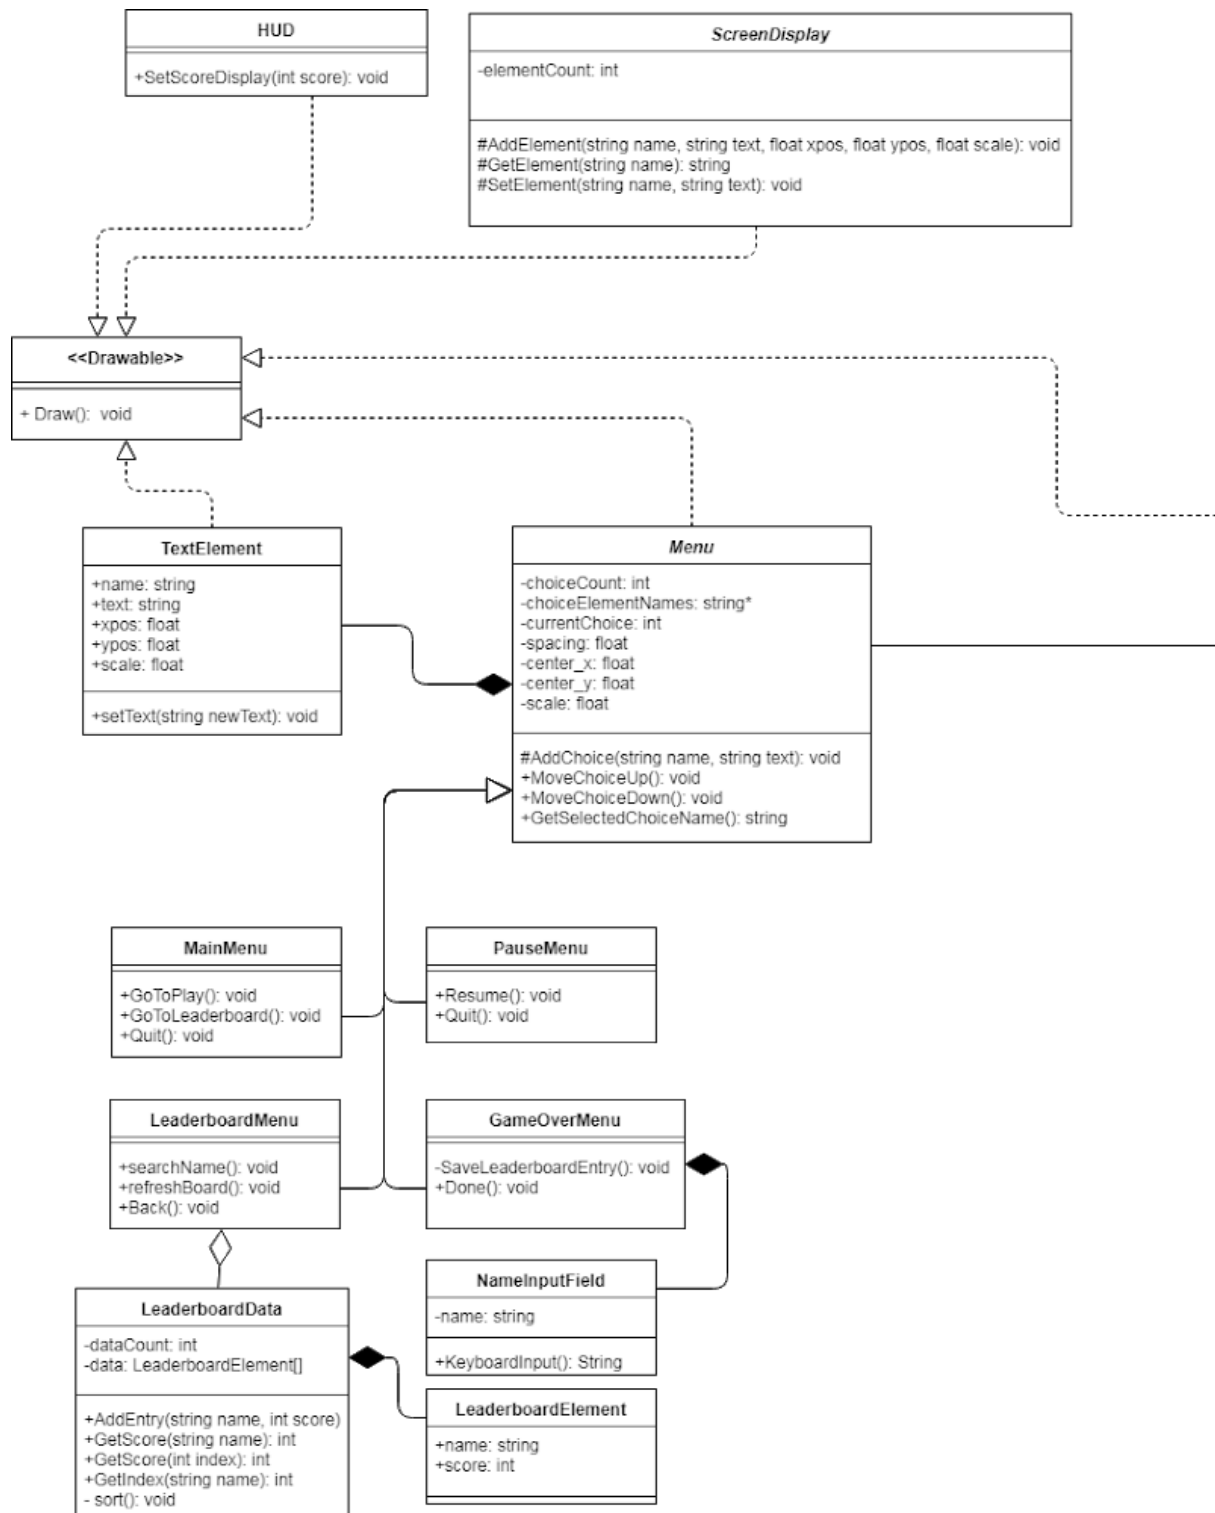 HUD
+SetScoreDisplay(int score): void
ScreenDisplay
-elementCount: int
#AddElement(string name, string text, float xpos, float ypos, float scale): void
#GetElement(string name): string
#SetElement(string name, string text): void
<<Drawable>>
+ Draw(): void
TextElement
+name: string
+text: string
+xpos: float
+ypos: float
+scale: float
+setText(string newText): void
Menu
-choiceCount: int
-choiceElementNames: string*
-currentChoice: int
-spacing: float
-center_x: float
-center_y: float
-scale: float
#AddChoice(string name, string text): void
+MoveChoiceUp(): void
+MoveChoiceDown(): void
+GetSelectedChoiceName(): string
MainMenu
+GoToPlay(): void
+GoToLeaderboard(): void
+Quit(): void
PauseMenu
+Resume(): void
+Quit(): void
LeaderboardMenu
+searchName(): void
+refreshBoard(): void
+Back(): void
GameOverMenu
-SaveLeaderboardEntry(): void
+Done(): void
NameInputField
-name: string
+KeyboardInput(): String
LeaderboardData
-dataCount: int
-data: LeaderboardElement[]
+AddEntry(string name, int score)
+GetScore(string name): int
+GetScore(int index): int
+GetIndex(string name): int
- sort(): void
LeaderboardElement
+name: string
+score: int